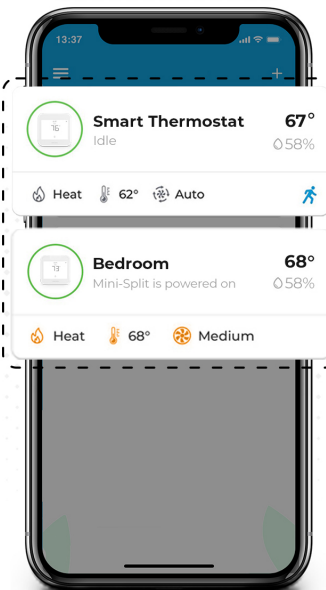 13:37
Smart Thermostat 67°
Idle 58%
Heat 62° Auto
Bedroom 68°
Mini-Split is powered on 58%
Heat 68° Medium